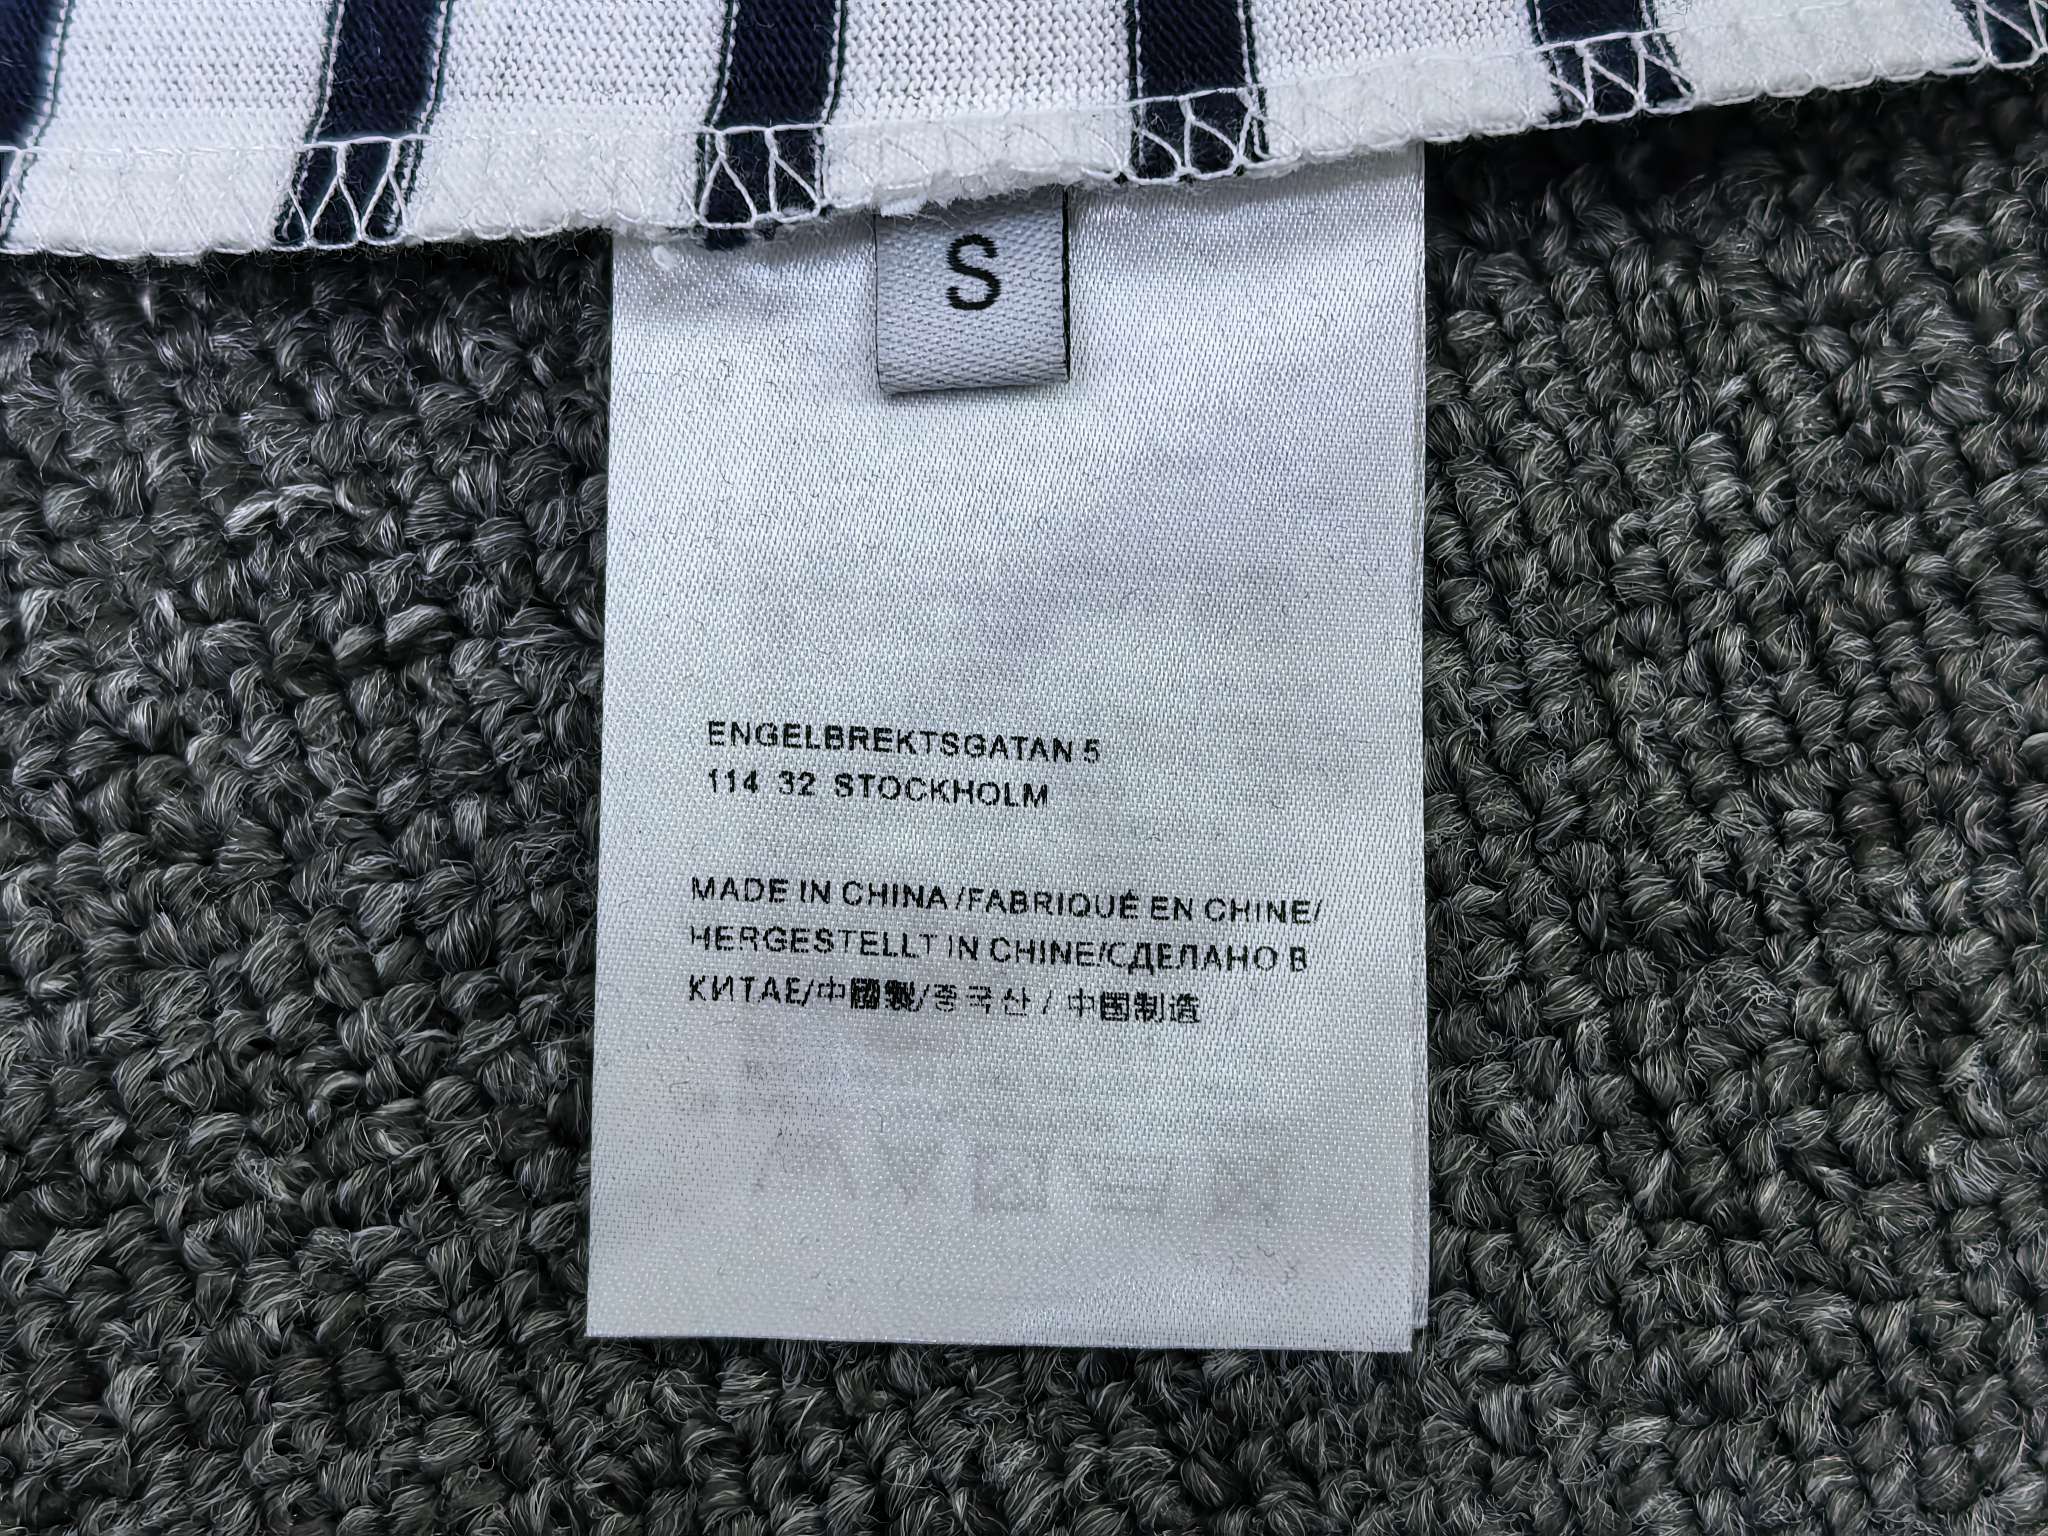 S
ENGELBREKTSGATAN 5
114 32 STOCKHOLM
MADE IN CHINA /FABRIQUÉ EN CHINE/
HERGESTELLT IN CHINE/СДЕЛАНО В
КИТАЕ/中國製/중국산 / 中国制造